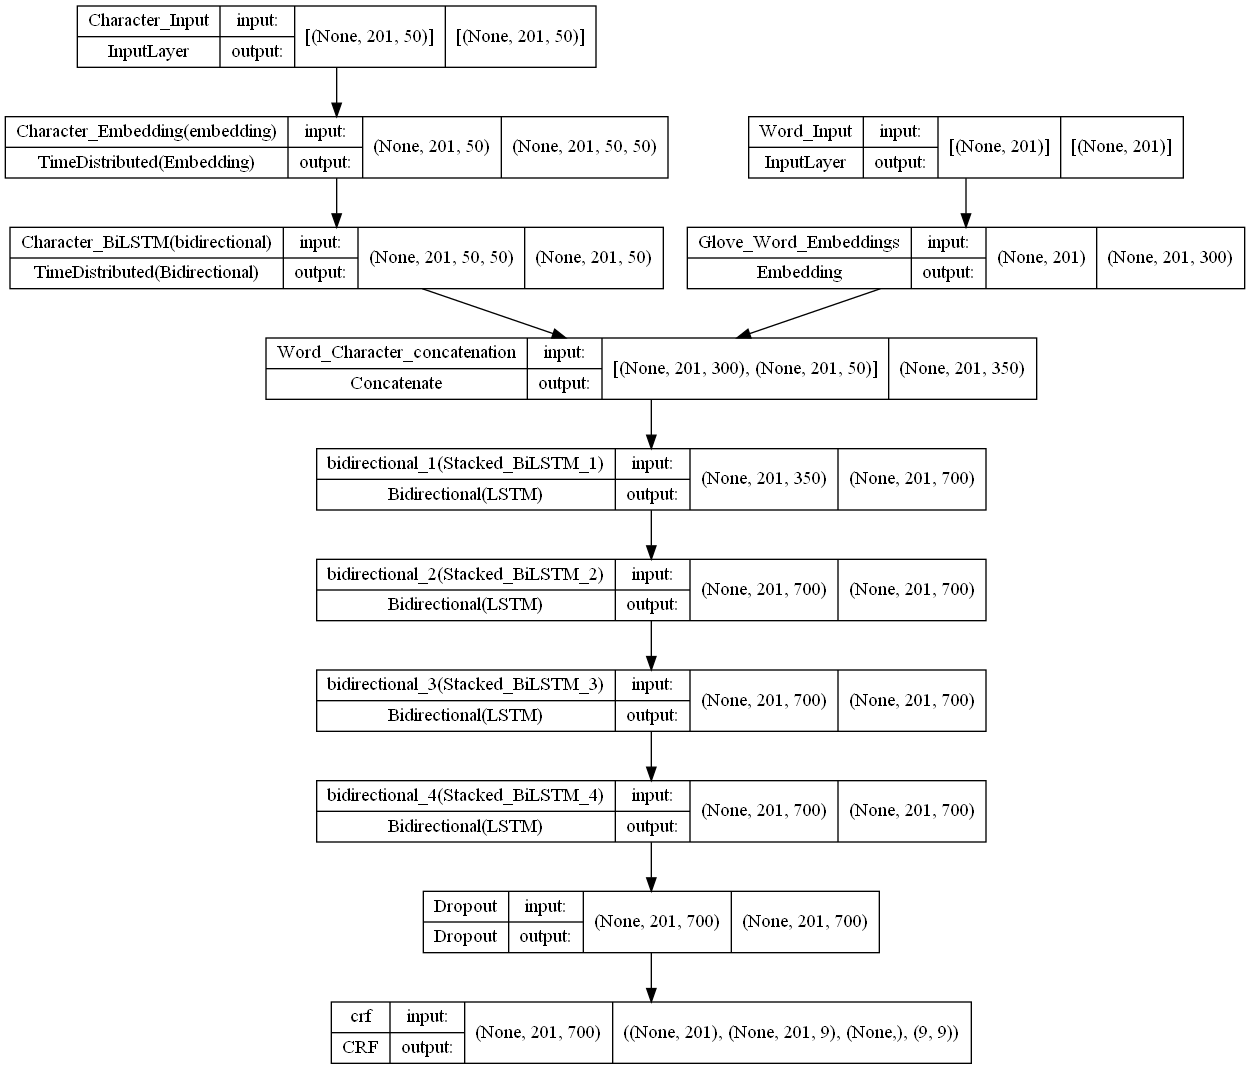 Character_Input input: [(None, 201, 50)] [(None, 201, 50)]
InputLayer output:
Character_Embedding(embedding) input: (None, 201, 50) (None, 201, 50, 50)
TimeDistributed(Embedding) output:
Word_Input input: [(None, 201)] [(None, 201)]
InputLayer output:
Character_BiLSTM(bidirectional) input: (None, 201, 50, 50) (None, 201, 50)
TimeDistributed(Bidirectional) output:
Glove_Word_Embeddings input: (None, 201) (None, 201, 300)
Embedding output:
Word_Character_concatenation input: [(None, 201, 300), (None, 201, 50)] (None, 201, 350)
Concatenate output:
bidirectional_1(Stacked_BiLSTM_1) input: (None, 201, 350) (None, 201, 700)
Bidirectional(LSTM) output:
bidirectional_2(Stacked_BiLSTM_2) input: (None, 201, 700) (None, 201, 700)
Bidirectional(LSTM) output:
bidirectional_3(Stacked_BiLSTM_3) input: (None, 201, 700) (None, 201, 700)
Bidirectional(LSTM) output:
bidirectional_4(Stacked_BiLSTM_4) input: (None, 201, 700) (None, 201, 700)
Bidirectional(LSTM) output:
Dropout input: (None, 201, 700) (None, 201, 700)
Dropout output:
crf input: (None, 201, 700) ((None, 201), (None, 201, 9), (None,), (9, 9))
CRF output: